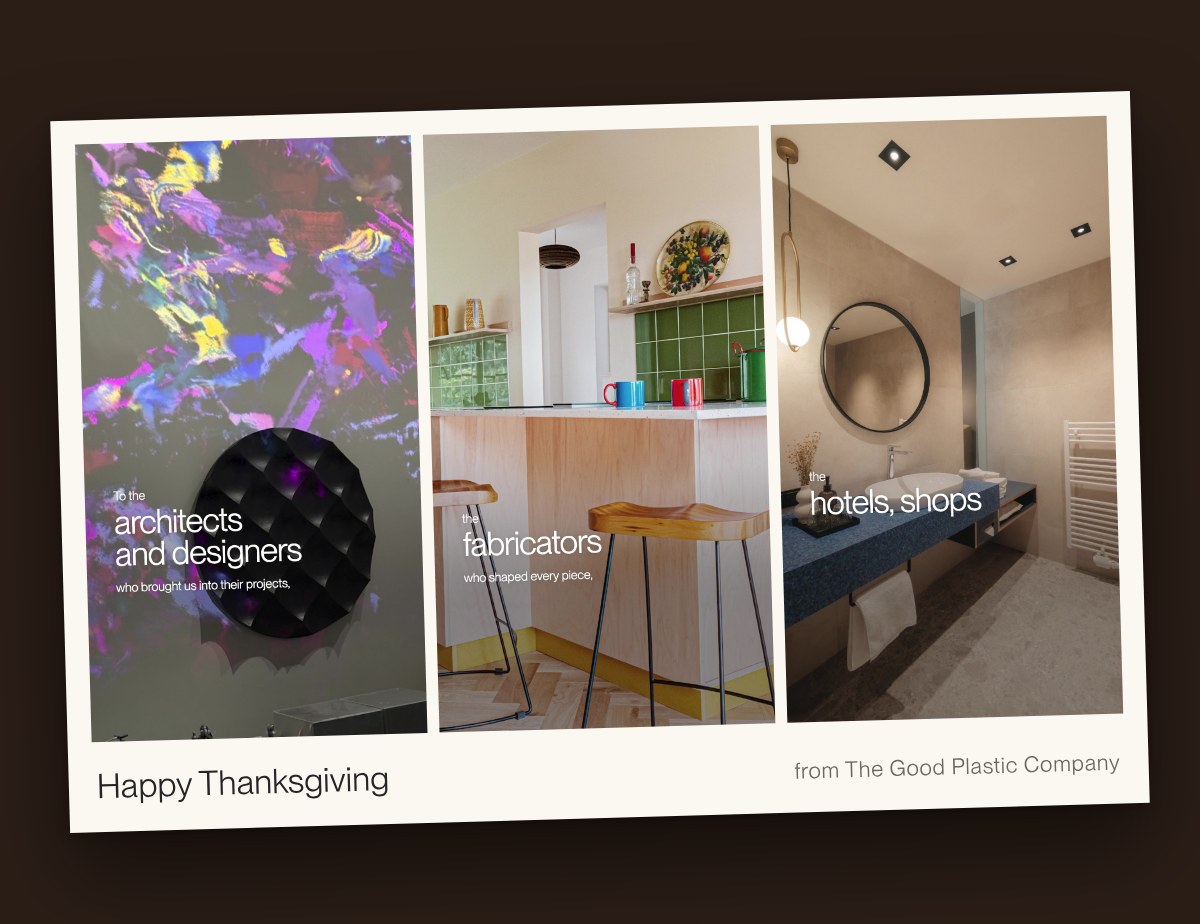 To the
architects
and designers
who brought us into their projects,
the
fabricators
who shaped every piece,
the
hotels, shops
Happy Thanksgiving
from The Good Plastic Company